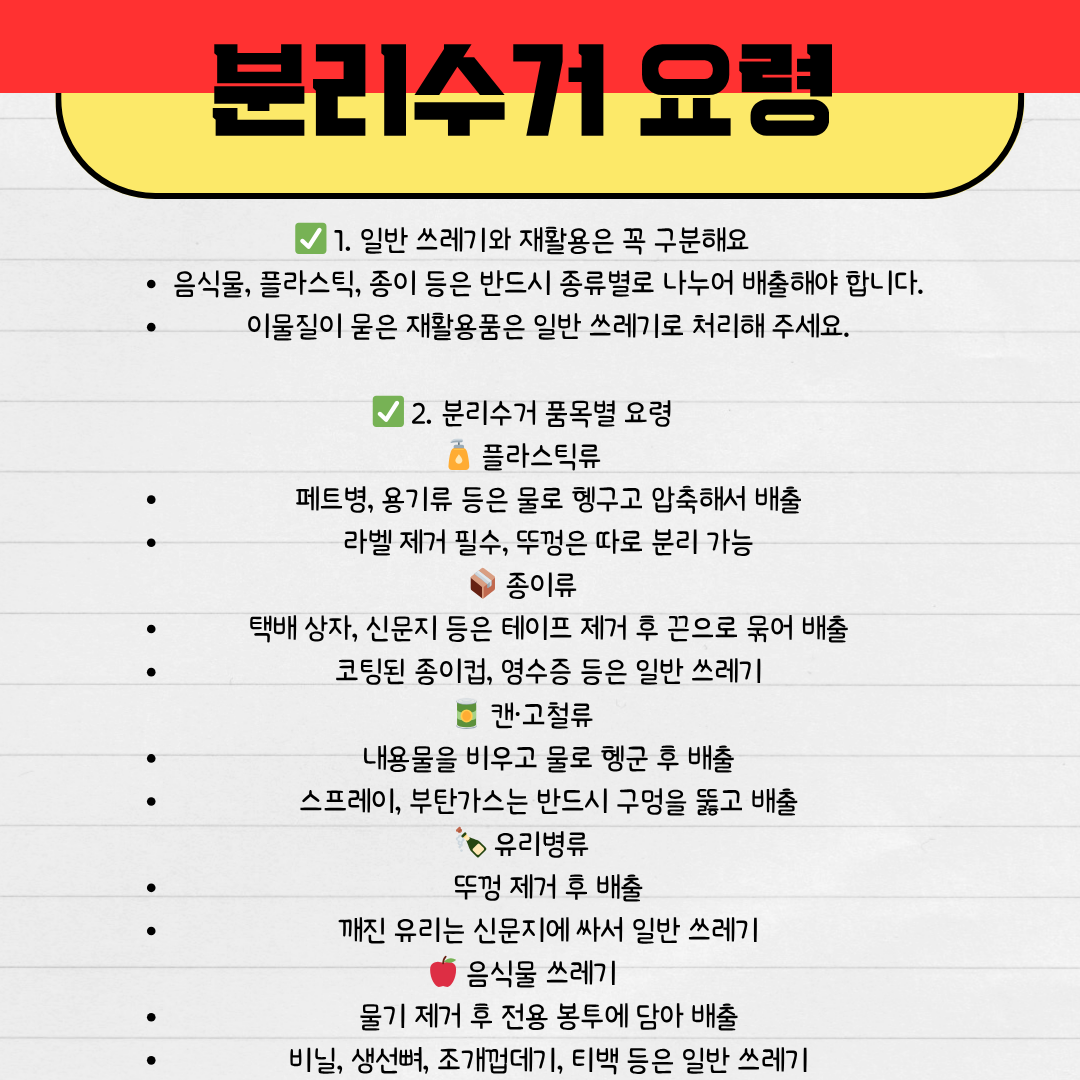 분리수거 요령
✅ 1. 일반 쓰레기와 재활용은 꼭 구분해요
• 음식물, 플라스틱, 종이 등은 반드시 종류별로 나누어 배출해야 합니다.
• 이물질이 묻은 재활용품은 일반 쓰레기로 처리해 주세요.
✅ 2. 분리수거 품목별 요령
🧴 플라스틱류
• 페트병, 용기류 등은 물로 헹구고 압축해서 배출
• 라벨 제거 필수, 뚜껑은 따로 분리 가능
📦 종이류
• 택배 상자, 신문지 등은 테이프 제거 후 끈으로 묶어 배출
• 코팅된 종이컵, 영수증 등은 일반 쓰레기
🥫 캔·고철류
• 내용물을 비우고 물로 헹군 후 배출
• 스프레이, 부탄가스는 반드시 구멍을 뚫고 배출
🍾 유리병류
• 뚜껑 제거 후 배출
• 깨진 유리는 신문지에 싸서 일반 쓰레기
🍎 음식물 쓰레기
• 물기 제거 후 전용 봉투에 담아 배출
• 비닐, 생선뼈, 조개껍데기, 티백 등은 일반 쓰레기